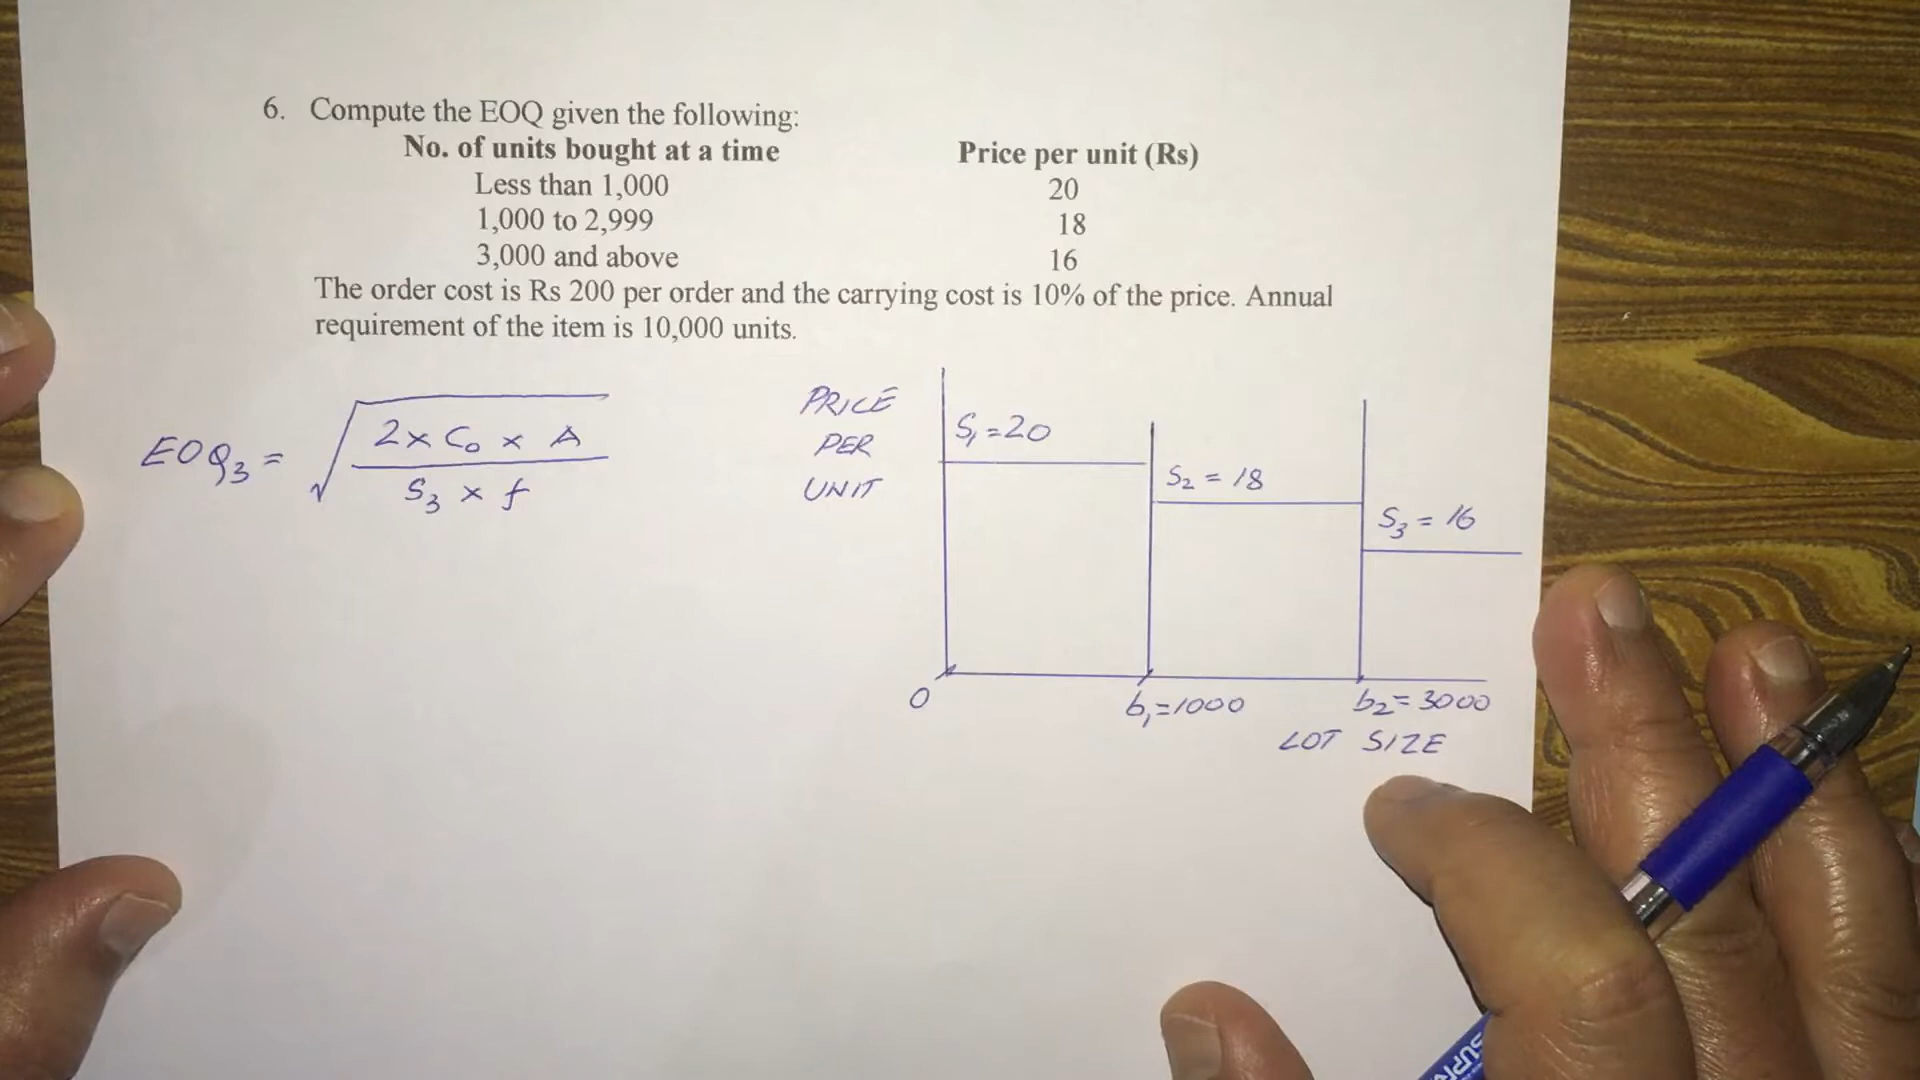 6. Compute the EOQ given the following:
No. of units bought at a time Price per unit (Rs)
Less than 1,000 20
1,000 to 2,999 18
3,000 and above 16
The order cost is Rs 200 per order and the carrying cost is 10% of the price. Annual
requirement of the item is 10,000 units.
EOQ₃ = √
2 x C₀ x A
S₃ x f
PRICE
PER
UNIT
S₁ = 20
S₂ = 18
S₃ = 16
0
b₁ = 1000
b₂ = 3000
LOT SIZE